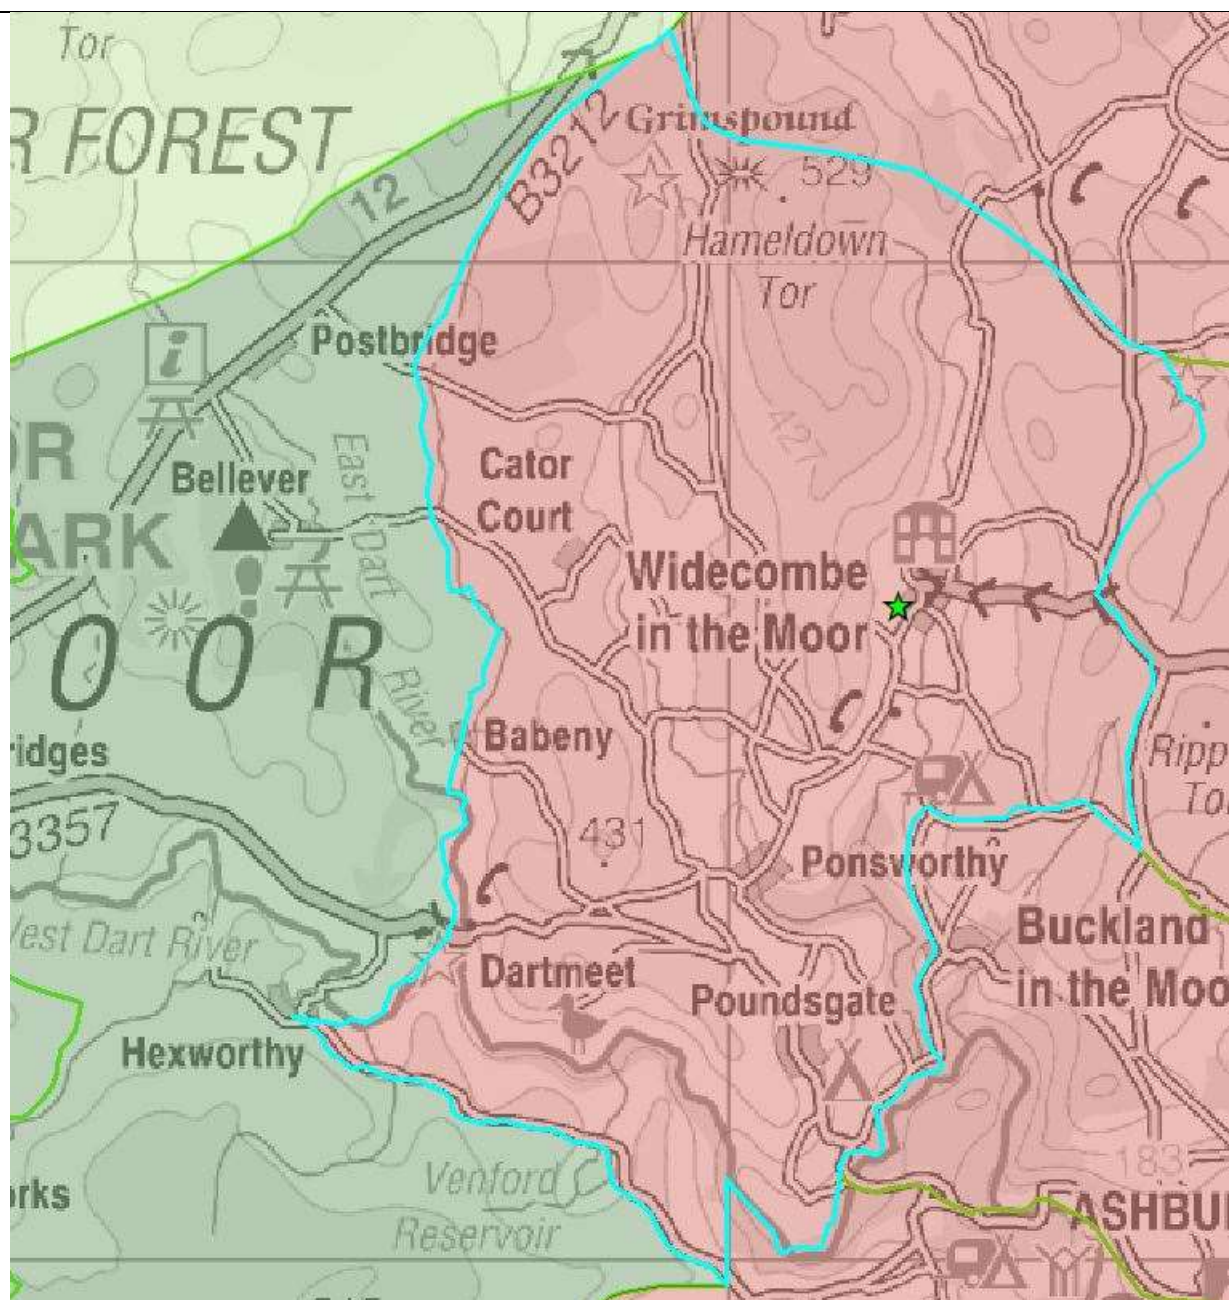 Tor
R FOREST
B3212
Grimspound
12
529
Hameldown
Tor
i
Postbridge
OR
427
Cator
Court
Bellever
East Dart
River
ARK
Widecombe
in the Moor
O O R
ridges
Babeny
Ripp
To
3357
431
Ponsworthy
West Dart River
Buckland
in the Moo
Dartmeet
Poundsgate
Hexworthy
Venford
Reservoir
183
rks
ASHBU